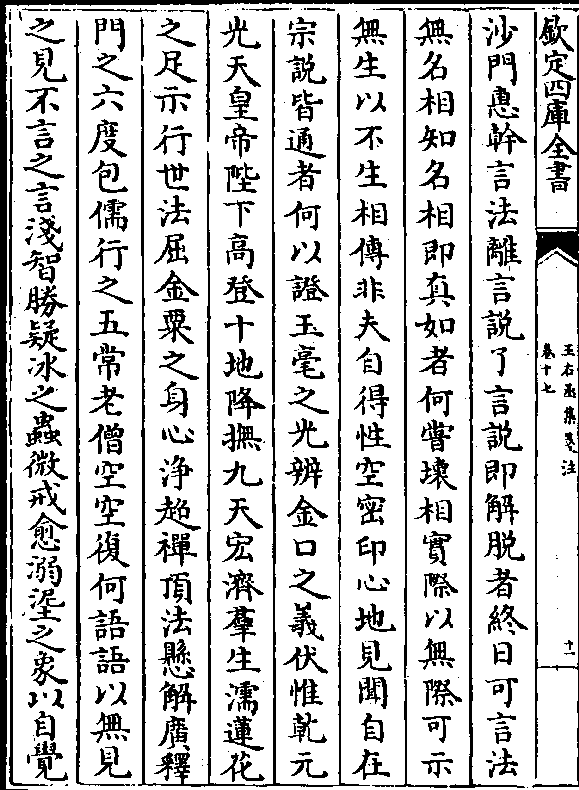 欽定四庫全書
王右丞集箋注
卷十七
十一
沙門惠幹言法離言說了言說即解脫者終日可言法
無名相知名相即真如者何嘗壞相實際以無際可示
無生以不生相傳非夫自得性空密印心地見聞自在
宗說皆通者何以證玉毫之光辨金口之義伏惟乾元
光天皇帝陛下高登十地降撫九天宏濟羣生濡蓮花
之足示行世法屈金粟之身心淨超禪頂法懸解廣釋
門之六度包儒行之五常老僧空空復何語語以無見
之見不言之言淺智勝疑冰之蟲微戒愈溺埿之象以自覺